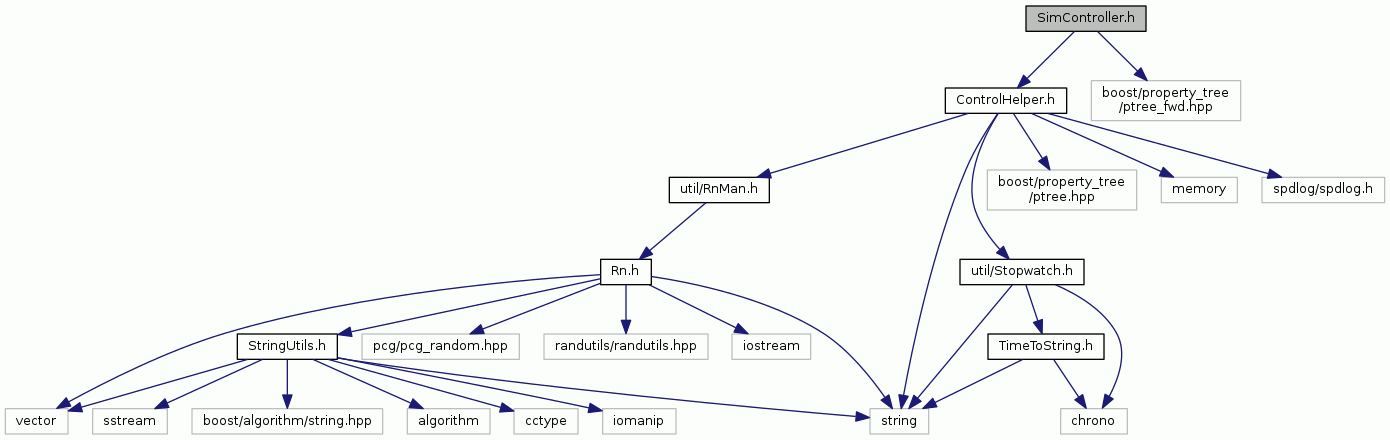 SimController.h
boost/property_tree
/ptree_fwd.hpp
ControlHelper.h
util/RnMan.h
boost/property_tree
/ptree.hpp
memory
spdlog/spdlog.h
Rn.h
util/Stopwatch.h
StringUtils.h
pcg/pcg_random.hpp
randutils/randutils.hpp
iostream
TimeToString.h
vector
sstream
boost/algorithm/string.hpp
algorithm
cctype
iomanip
string
chrono